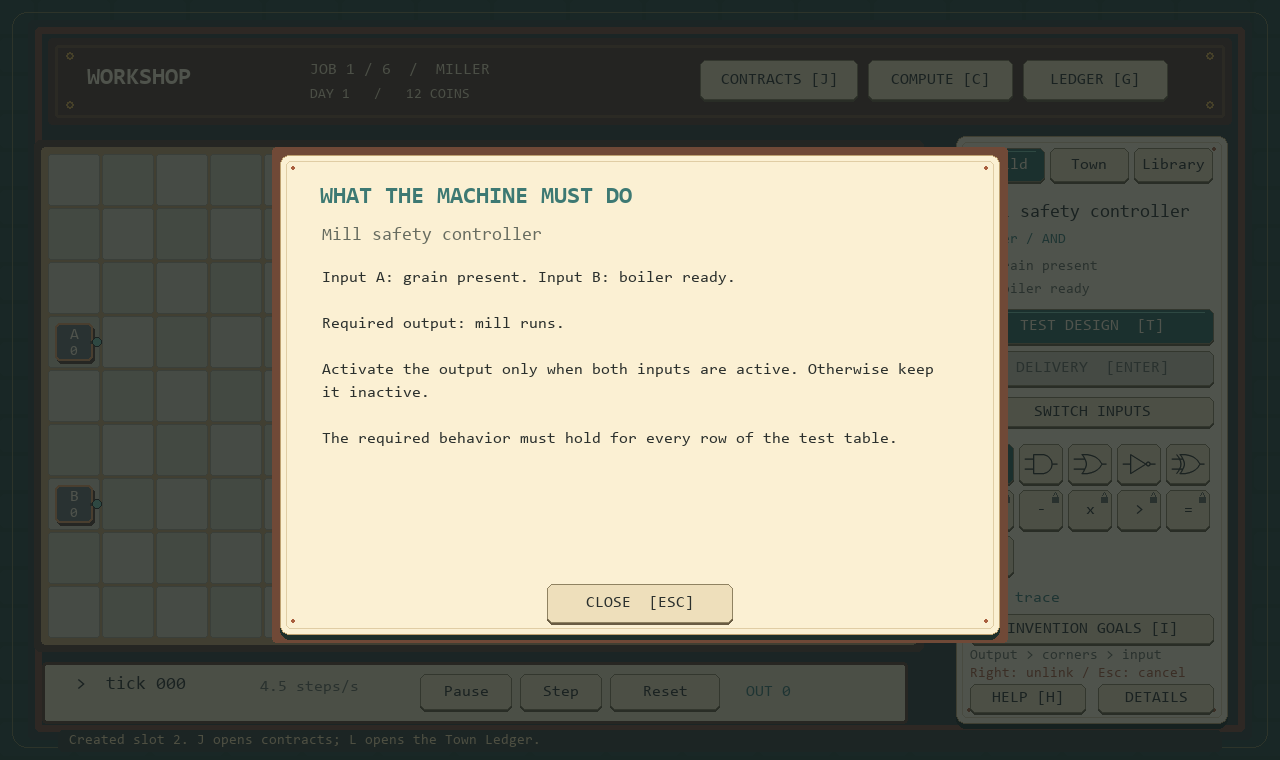 WORKSHOP
JOB 1 / 6 / MILLER
DAY 1 / 12 COINS
CONTRACTS [J]
COMPUTE [C]
LEDGER [G]
ld
Town
Library
WHAT THE MACHINE MUST DO
Mill safety controller
Input A: grain present. Input B: boiler ready.
Required output: mill runs.
Activate the output only when both inputs are active. Otherwise keep
it inactive.
The required behavior must hold for every row of the test table.
CLOSE [ESC]
A
0
B
0
safety controller
/ AND
ain present
oiler ready
TEST DESIGN [T]
DELIVERY [ENTER]
SWITCH INPUTS
- x > =
trace
INVENTION GOALS [I]
Output > corners > input
Right: unlink / Esc: cancel
HELP [H]
DETAILS
> tick 000
4.5 steps/s
Pause
Step
Reset
OUT 0
Created slot 2. J opens contracts; L opens the Town Ledger.